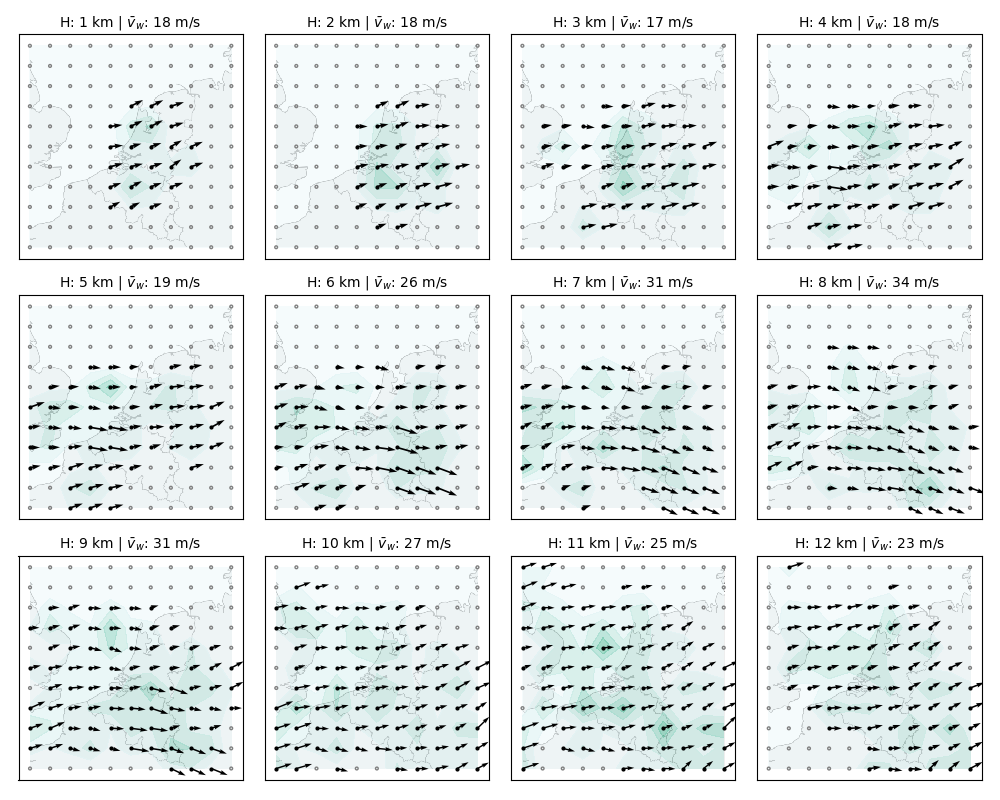 H: 1 km | v̄w: 18 m/s
H: 2 km | v̄w: 18 m/s
H: 3 km | v̄w: 17 m/s
H: 4 km | v̄w: 18 m/s
H: 5 km | v̄w: 19 m/s
H: 6 km | v̄w: 26 m/s
H: 7 km | v̄w: 31 m/s
H: 8 km | v̄w: 34 m/s
H: 9 km | v̄w: 31 m/s
H: 10 km | v̄w: 27 m/s
H: 11 km | v̄w: 25 m/s
H: 12 km | v̄w: 23 m/s